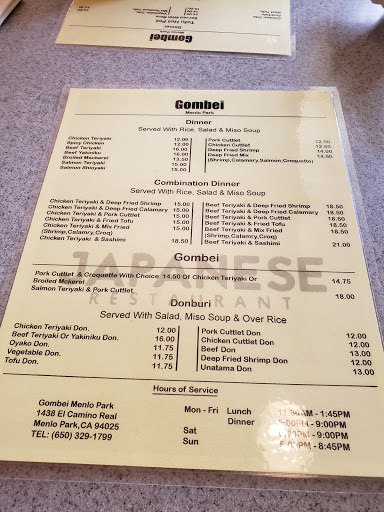 Gombei
Menlo Park
Dinner
Served With Rice, Salad & Miso Soup
Chicken Teriyaki 12.00
Spicy Chicken 12.00
Beef Teriyaki 16.00
Beef Yakiniku 16.00
Broiled Mackerel 13.50
Salmon Teriyaki 15.00
Salmon Shioyaki 15.00
Pork Cuttlet 12.50
Chicken Cuttlet 12.50
Deep Fried Shrimp 14.00
Deep Fried Mix 14.00
(Shrimp,Calamary,Salmon,Croquette)
Combination Dinner
Served With Rice, Salad & Miso Soup
Chicken Teriyaki & Deep Fried Shrimp 15.00
Chicken Teriyaki & Deep Fried Calamary 15.00
Chicken Teriyaki & Pork Cuttlet 15.00
Chicken Teriyaki & Fried Tofu 15.00
Chicken Teriyaki & Mix Fried 15.00
(Shrimp,Calamry,Croq)
Chicken Teriyaki & Sashimi 18.50
Beef Teriyaki & Deep Fried Shrimp 18.50
Beef Teriyaki & Deep Fried Calamary 18.50
Beef Teriyaki & Pork Cuttlet 18.50
Beef Teriyaki & Fried Tofu 18.50
Beef Teriyaki & Mix Fried 18.50
(Shrimp,Calamry,Croq)
Beef Teriyaki & Sashimi 21.00
Gombei
JAPANESE
RESTAURANT
Pork Cuttlet & Croquette With Choice 14.50 Of Chicken Teriyaki Or 14.75
Broiled Mckerel
Salmon Teriyaki & Pork Cuttlet 18.00
Donburi
Served With Salad, Miso Soup & Over Rice
Chicken Teriyaki Don. 12.00
Beef Teriyaki Or Yakiniku Don. 16.00
Oyako Don. 11.75
Vegetable Don. 11.75
Tofu Don. 11.75
Pork Cuttlet Don 12.00
Chicken Cuttlet Don 12.00
Beef Don 13.00
Deep Fried Shrimp Don 12.00
Unatama Don 13.00
Hours of Service
Gombei Menlo Park
1438 El Camino Real
Menlo Park,CA 94025
TEL: (650) 329-1799
Mon - Fri Lunch - 1:45PM
Dinner - 9:00PM
Sat - 9:00PM
Sun - 8:45PM